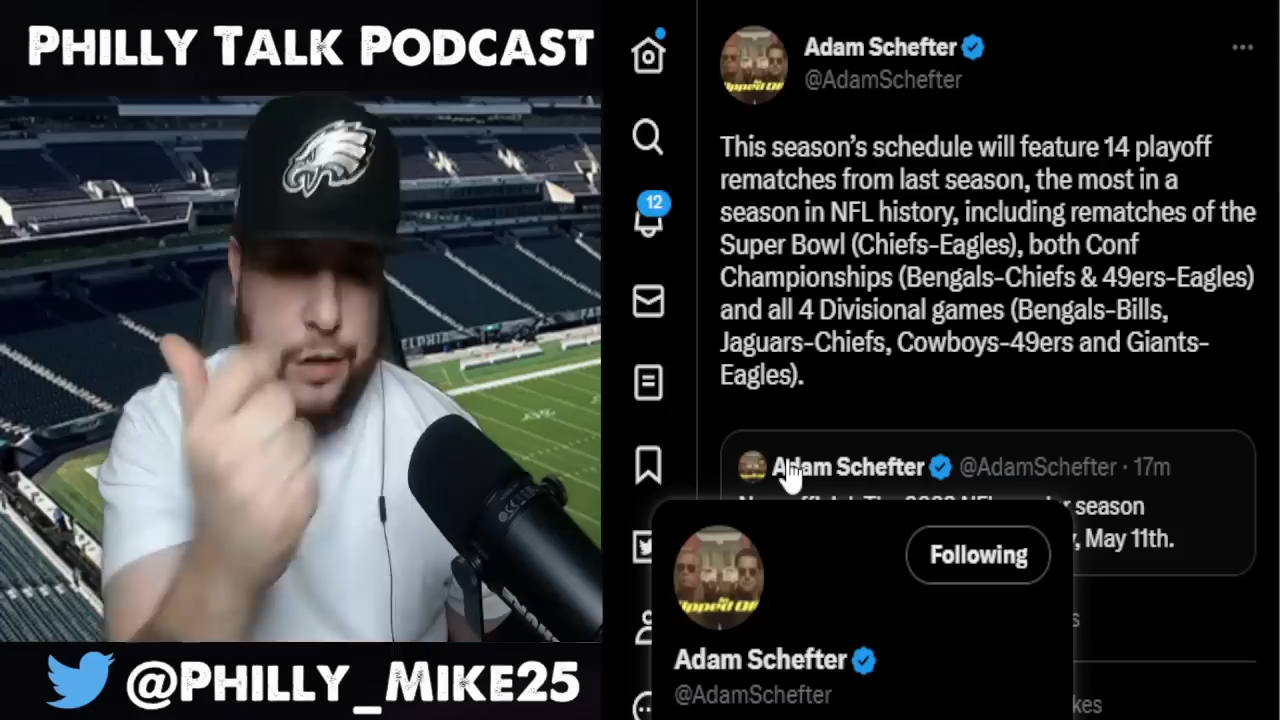 PHILLY TALK PODCAST
@PHILLY_MIKE25
12
Adam Schefter
@AdamSchefter
This season's schedule will feature 14 playoff
rematches from last season, the most in a
season in NFL history, including rematches of the
Super Bowl (Chiefs-Eagles), both Conf
Championships (Bengals-Chiefs & 49ers-Eagles)
and all 4 Divisional games (Bengals-Bills,
Jaguars-Chiefs, Cowboys-49ers and Giants-
Eagles).
Adam Schefter @AdamSchefter · 17m
season
May 11th.
Following
Adam Schefter
@AdamSchefter